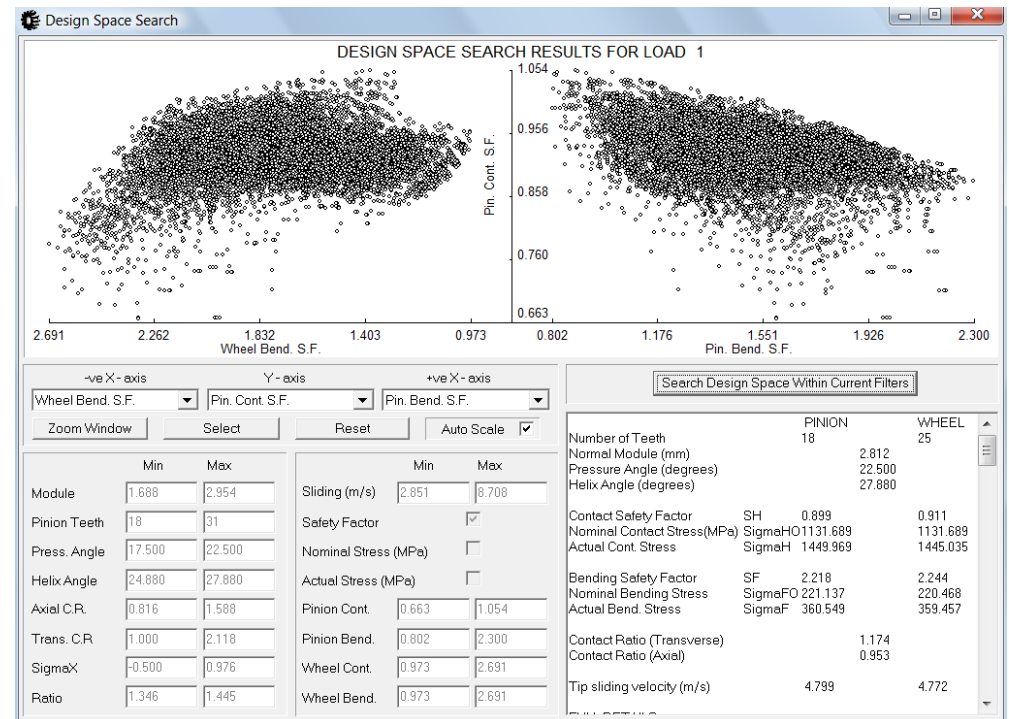 Design Space Search
DESIGN SPACE SEARCH RESULTS FOR LOAD 1
1.054
0.956
0.858
0.760
0.663
Pin. Cont. S.F.
2.691 2.262 1.832 1.403 0.973 0.802 1.176 1.551 1.926 2.300
Wheel Bend. S.F. Pin. Bend. S.F.
-ve X - axis Y - axis +ve X - axis
Wheel Bend. S.F. Pin. Cont. S.F. Pin. Bend. S.F.
Zoom Window Select Reset Auto Scale
Min Max
Module 1.688 2.954
Pinion Teeth 18 31
Press. Angle 17.500 22.500
Helix Angle 24.880 27.880
Axial C.R. 0.816 1.588
Trans. C.R 1.000 2.118
SigmaX -0.500 0.976
Ratio 1.346 1.445
Min Max
Sliding (m/s) 2.851 8.708
Safety Factor
Nominal Stress (MPa)
Actual Stress (MPa)
Pinion Cont. 0.663 1.054
Pinion Bend. 0.802 2.300
Wheel Cont. 0.973 2.691
Wheel Bend. 0.973 2.691
Search Design Space Within Current Filters
PINION WHEEL
Number of Teeth 18 25
Normal Module (mm) 2.812
Pressure Angle (degrees) 22.500
Helix Angle (degrees) 27.880
Contact Safety Factor SH 0.899 0.911
Nominal Contact Stress(MPa) SigmaHO 1131.689 1131.689
Actual Cont. Stress SigmaH 1449.969 1445.035
Bending Safety Factor SF 2.218 2.244
Nominal Bending Stress SigmaFO 221.137 220.468
Actual Bend. Stress SigmaF 360.549 359.457
Contact Ratio (Transverse) 1.174
Contact Ratio (Axial) 0.953
Tip sliding velocity (m/s) 4.799 4.772